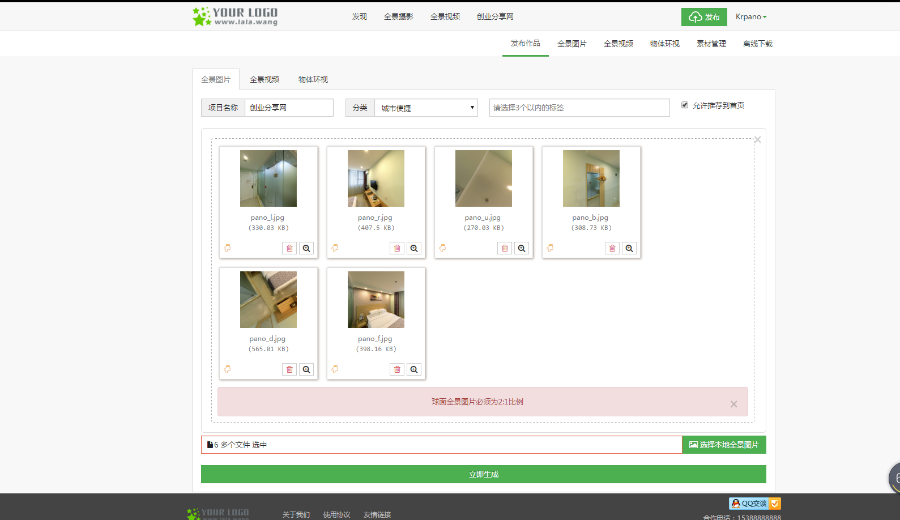 YOUR LOGO
www.lala.wang
发现 全景摄影 全景视频 创业分享网 发布 Krpano
发布作品 全景图片 全景视频 物体环视 素材管理 离线下载
全景图片 全景视频 物体环视
项目名称 创业分享网 分类 城市便捷 请选择3个以内的标签 允许推荐到首页
pano_l.jpg pano_r.jpg pano_u.jpg pano_b.jpg
(330.83 KB) (407.5 KB) (270.03 KB) (308.73 KB)
pano_d.jpg pano_f.jpg
(565.01 KB) (398.16 KB)
球面全景图片必须为2:1比例
6 多个文件 选中 选择本地全景图片
立即生成
YOUR LOGO 关于我们 使用协议 友情链接 QQ交谈
合作电话：15388888888